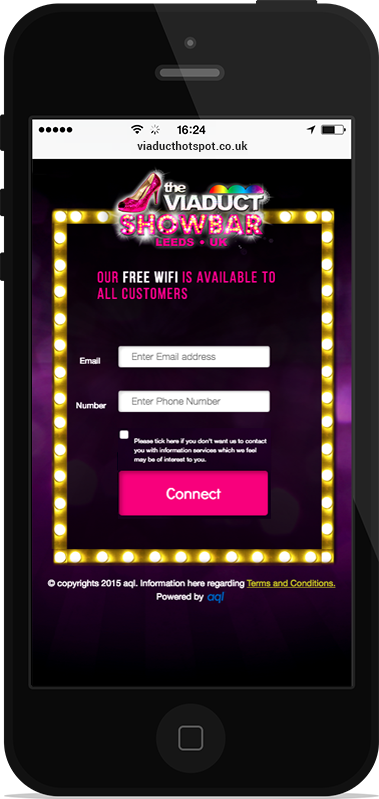 16:24
viaducthotspot.co.uk
the
VIADUCT
SHOWBAR
LEEDS • UK
OUR FREE WIFI IS AVAILABLE TO
ALL CUSTOMERS
Email
Enter Email address
Number
Enter Phone Number
Please tick here if you don't want us to contact
you with information services which we feel
may be of interest to you.
Connect
© copyrights 2015 aql. Information here regarding Terms and Conditions.
Powered by aql